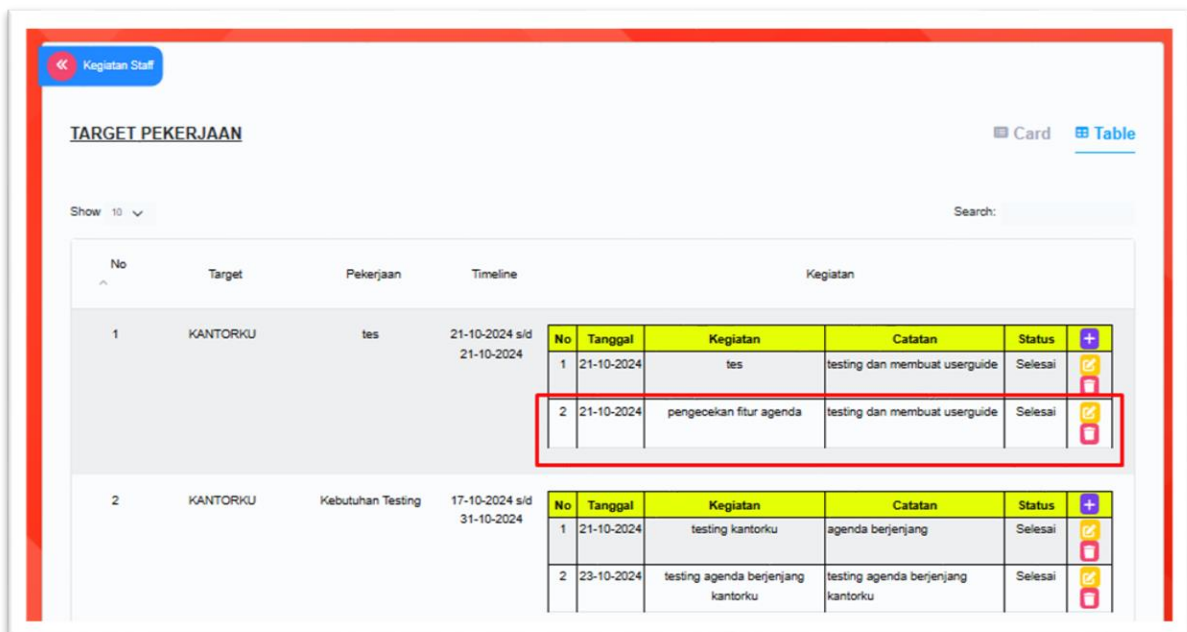 Kegiatan Staff
TARGET PEKERJAAN
Card Table
Show 10
Search:
No Target Pekerjaan Timeline Kegiatan
1 KANTORKU tes 21-10-2024 s/d
21-10-2024
No Tanggal Kegiatan Catatan Status
1 21-10-2024 tes testing dan membuat userguide Selesai
2 21-10-2024 pengecekan fitur agenda testing dan membuat userguide Selesai
2 KANTORKU Kebutuhan Testing 17-10-2024 s/d
31-10-2024
No Tanggal Kegiatan Catatan Status
1 21-10-2024 testing kantorku agenda berjenjang Selesai
2 23-10-2024 testing agenda berjenjang testing agenda berjenjang Selesai
kantorku kantorku